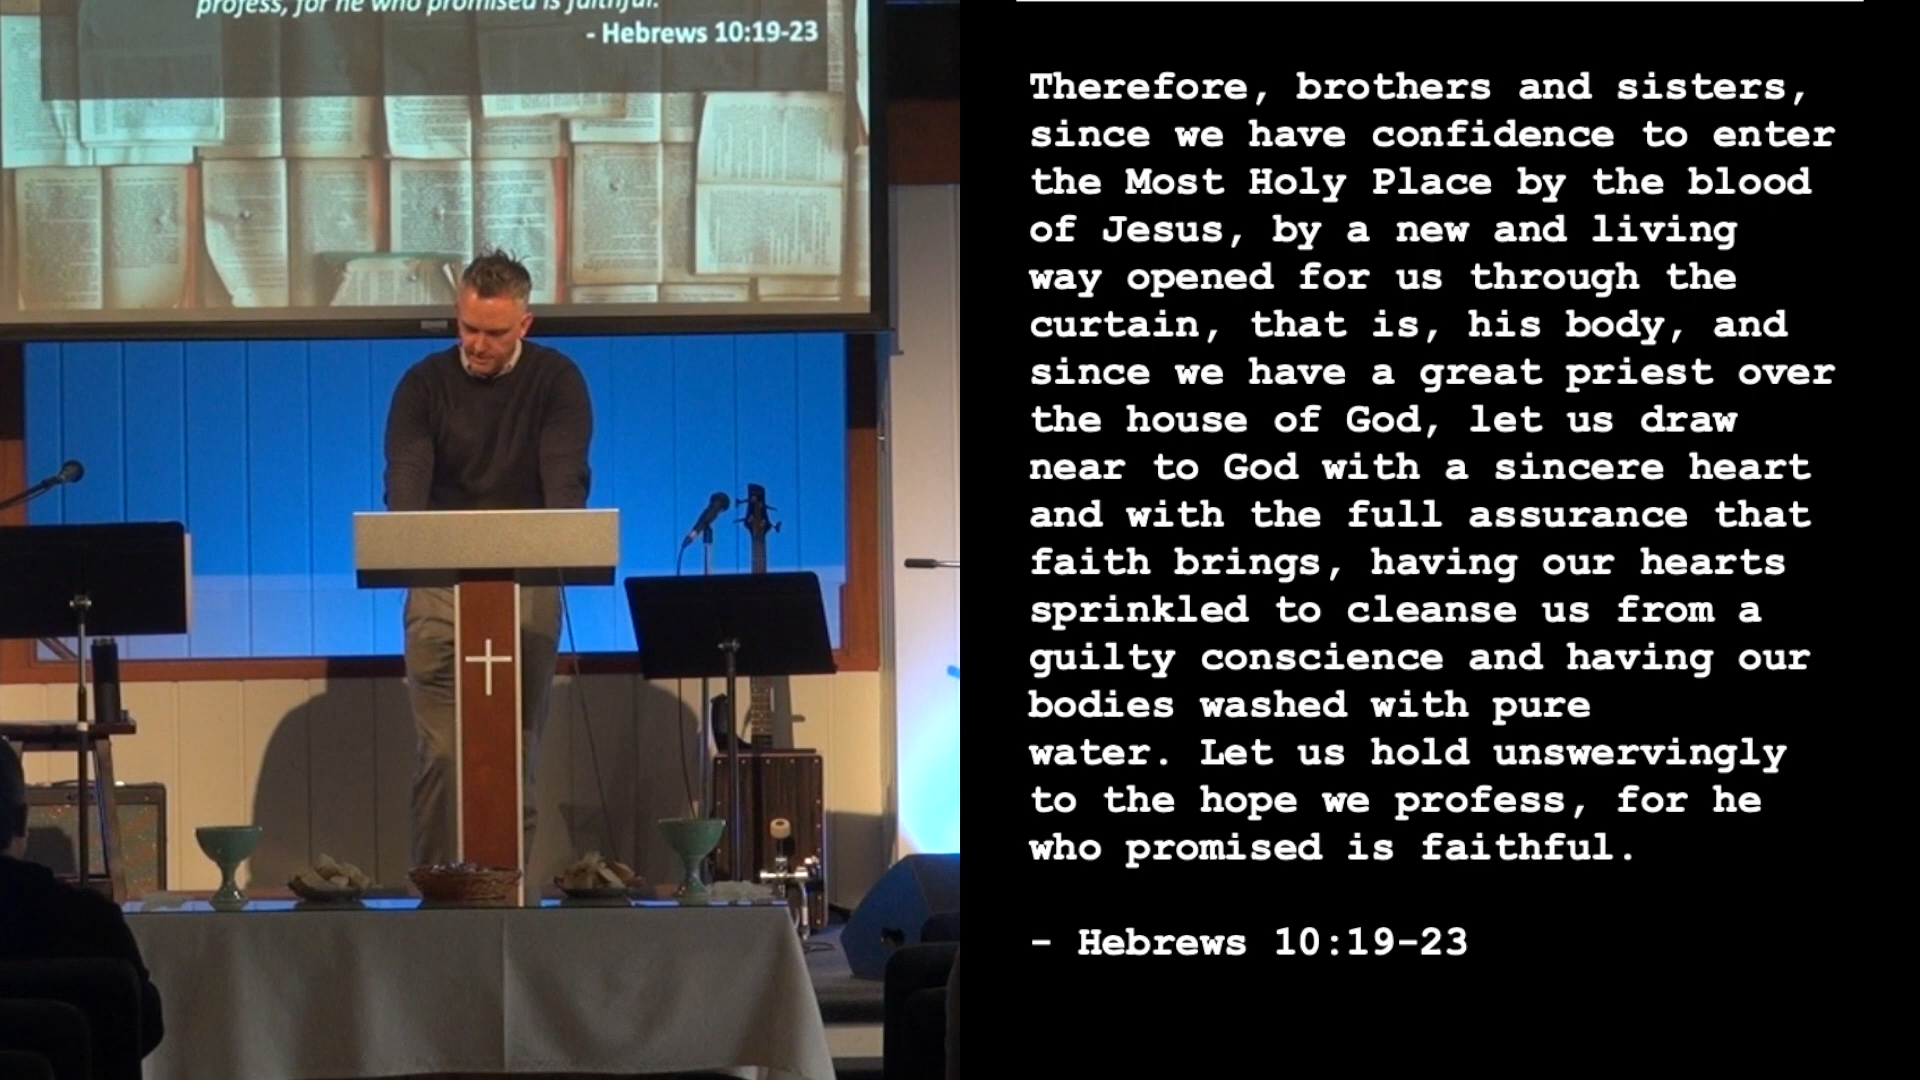 profess, for he who promised is faithful.
- Hebrews 10:19-23
Therefore, brothers and sisters,
since we have confidence to enter
the Most Holy Place by the blood
of Jesus, by a new and living
way opened for us through the
curtain, that is, his body, and
since we have a great priest over
the house of God, let us draw
near to God with a sincere heart
and with the full assurance that
faith brings, having our hearts
sprinkled to cleanse us from a
guilty conscience and having our
bodies washed with pure
water. Let us hold unswervingly
to the hope we profess, for he
who promised is faithful.
- Hebrews 10:19-23